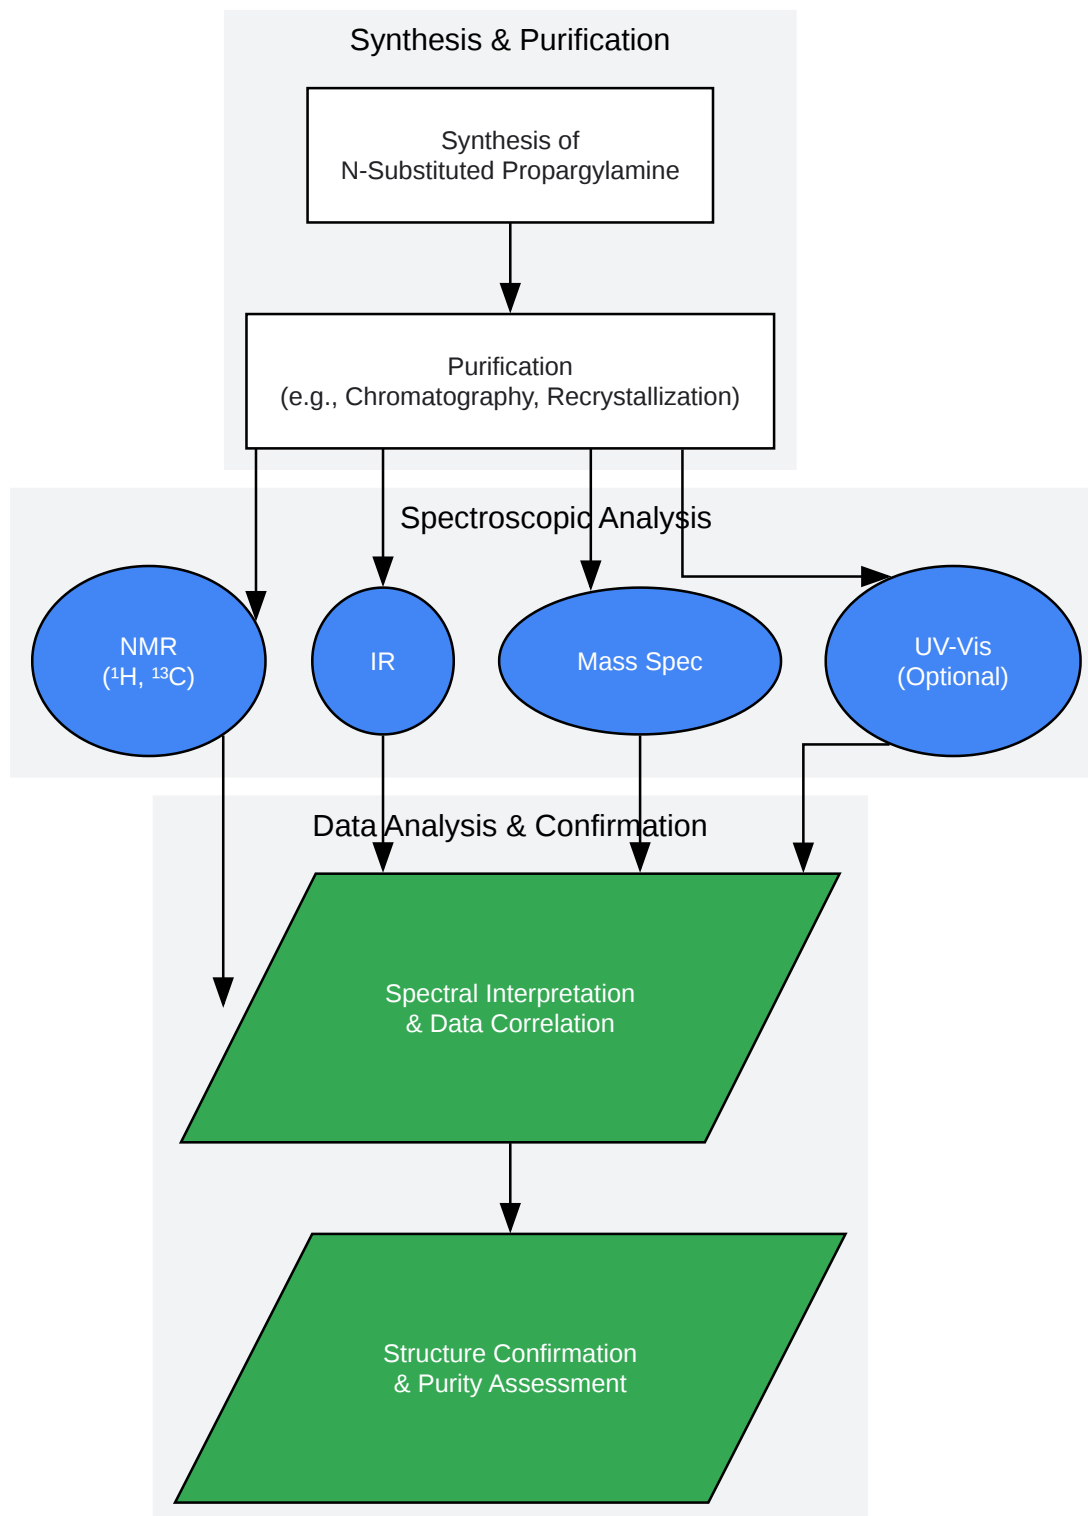 Synthesis & Purification
Synthesis of
N-Substituted Propargylamine
Purification
(e.g., Chromatography, Recrystallization)
Spectroscopic Analysis
NMR
(¹H, ¹³C)
IR
Mass Spec
UV-Vis
(Optional)
Data Analysis & Confirmation
Spectral Interpretation
& Data Correlation
Structure Confirmation
& Purity Assessment